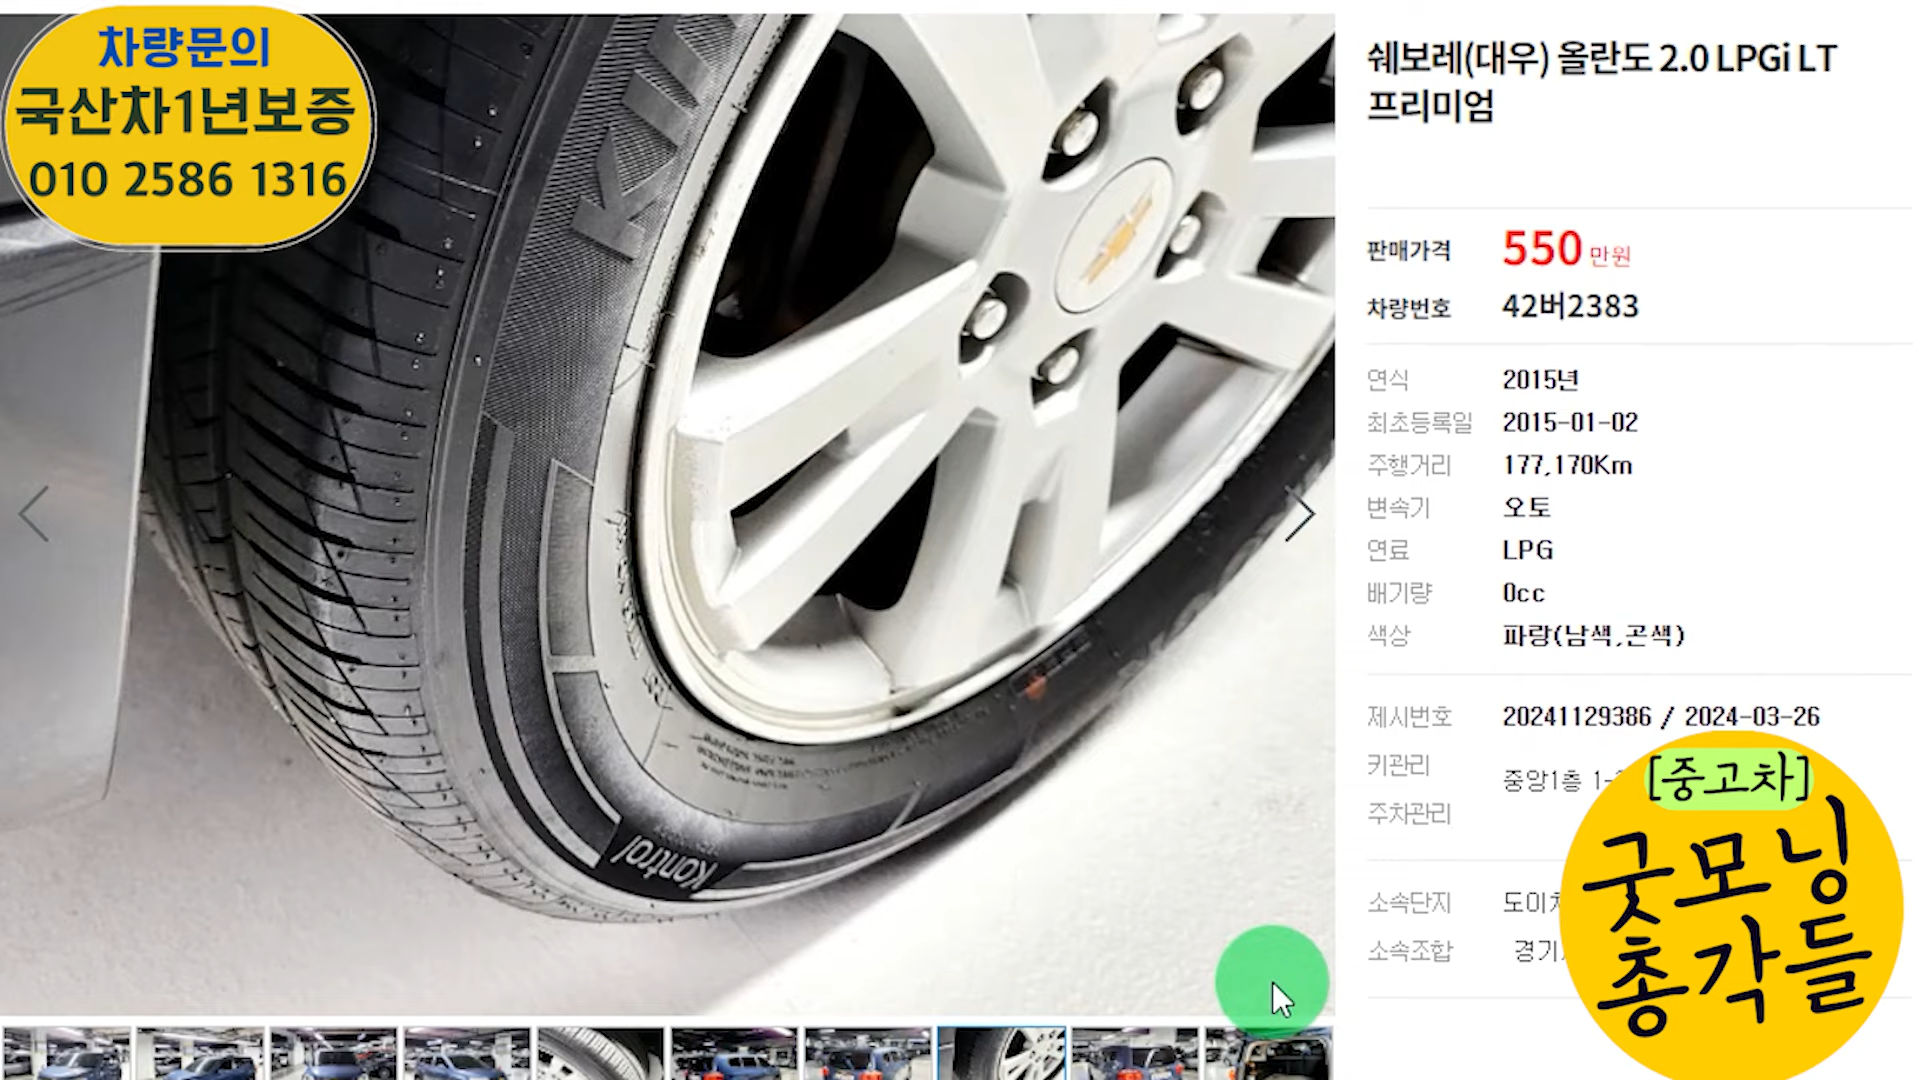 차량문의
국산차1년보증
010 2586 1316
쉐보레(대우) 올란도 2.0 LPGi LT
프리미엄
판매가격 550 만원
차량번호 42버2383
연식 2015년
최초등록일 2015-01-02
주행거리 177,170Km
변속기 오토
연료 LPG
배기량 0cc
색상 파랑(남색,곤색)
제시번호 20241129386 / 2024-03-26
키관리 중앙1층 1-
주차관리
소속단지 도이치
소속조합 경기
[중고차]
굿모닝
총각들
Kontrol